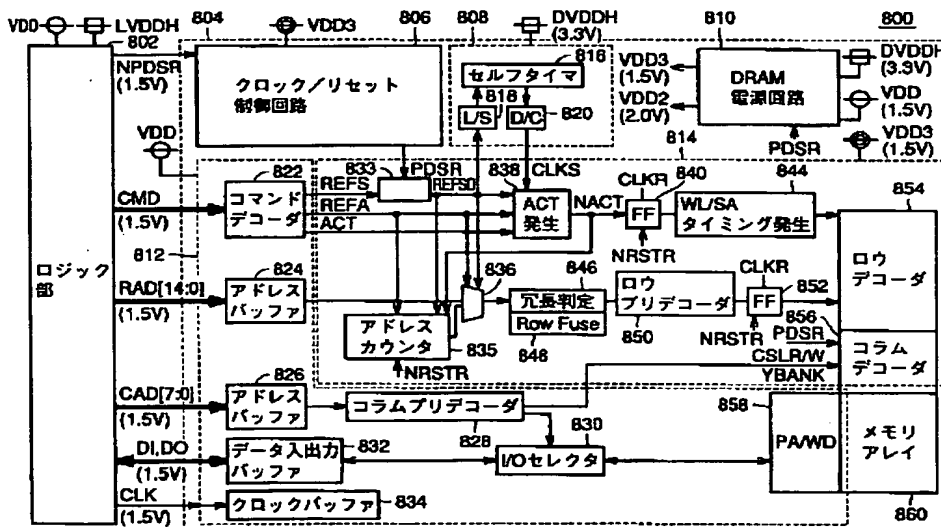 VDD LVDDH 804 VDD3 806 808 DVDDH 810 800
802 (3.3V)
NPDSR
(1.5V)
クロック/リセット
制御回路
816
セルフタイマ
L/S 818 D/C 820
VDD3
(1.5V)
VDD2
(2.0V)
DRAM
電源回路
DVDDH
(3.3V)
VDD
(1.5V)
VDD3
(1.5V)
PDSR
814
VDD
812
ロジック
部
CMD
(1.5V)
822
コマンド
デコーダ
REFS
REFA
ACT
833
PDSR
REFSD
838
CLKS
ACT
発生
NACT
CLKR
840
FF
NRSTR
844
WL/SA
タイミング発生
854
ロウ
デコーダ
RAD[14:0]
(1.5V)
824
アドレス
バッファ
836
アドレス
カウンタ
835
NRSTR
846
冗長判定
Row Fuse
848
ロウ
プリデコーダ
850
CLKR
FF
852
NRSTR
856
PDSR
CSLR/W
YBANK
コラム
デコーダ
CAD[7:0]
(1.5V)
826
アドレス
バッファ
コラムプリデコーダ
828
830
I/Oセレクタ
858
PA/WD
メモリ
アレイ
860
DI,DO
(1.5V)
データ入出力
バッファ
832
CLK
(1.5V)
クロックバッファ
834